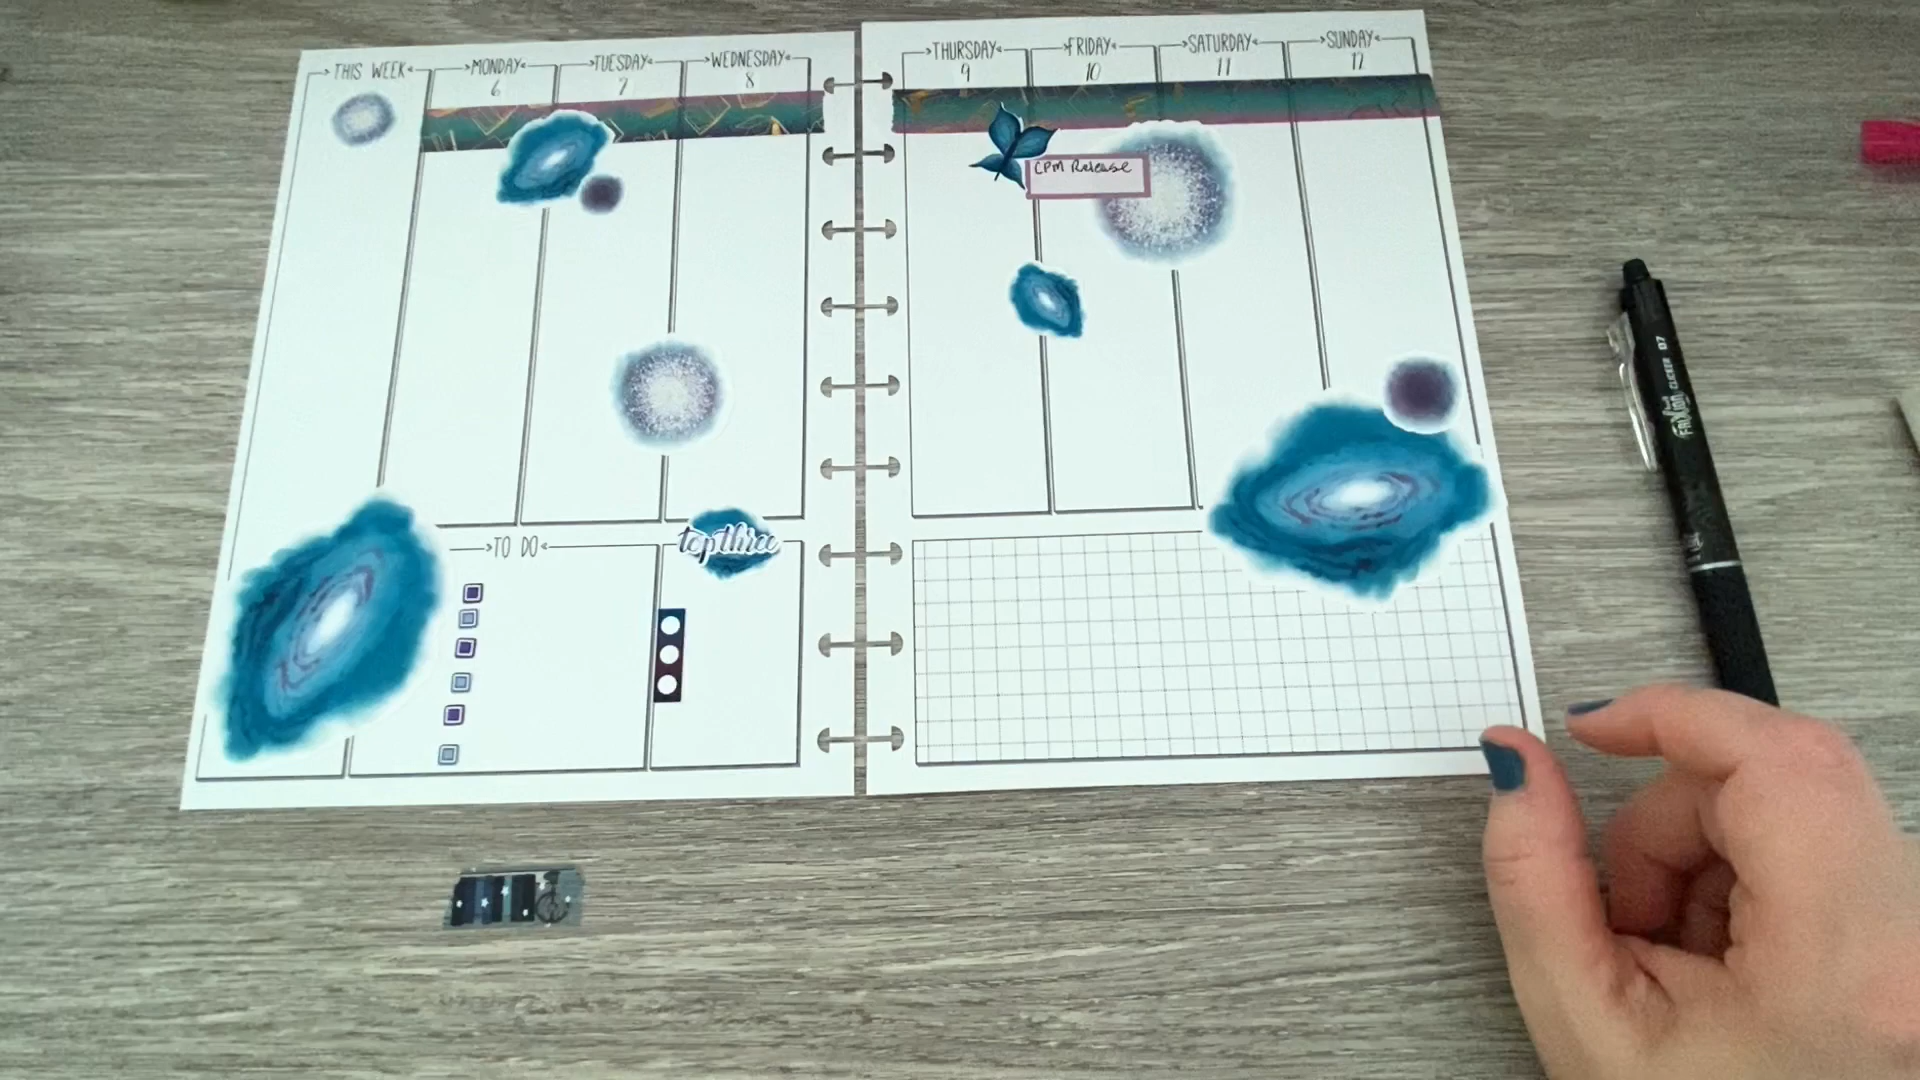 THIS WEEK
MONDAY
6
TUESDAY
7
WEDNESDAY
8
THURSDAY
9
FRIDAY
10
SATURDAY
11
SUNDAY
12
CPM Release
TO DO
top three
FRIXION CLICKER 07